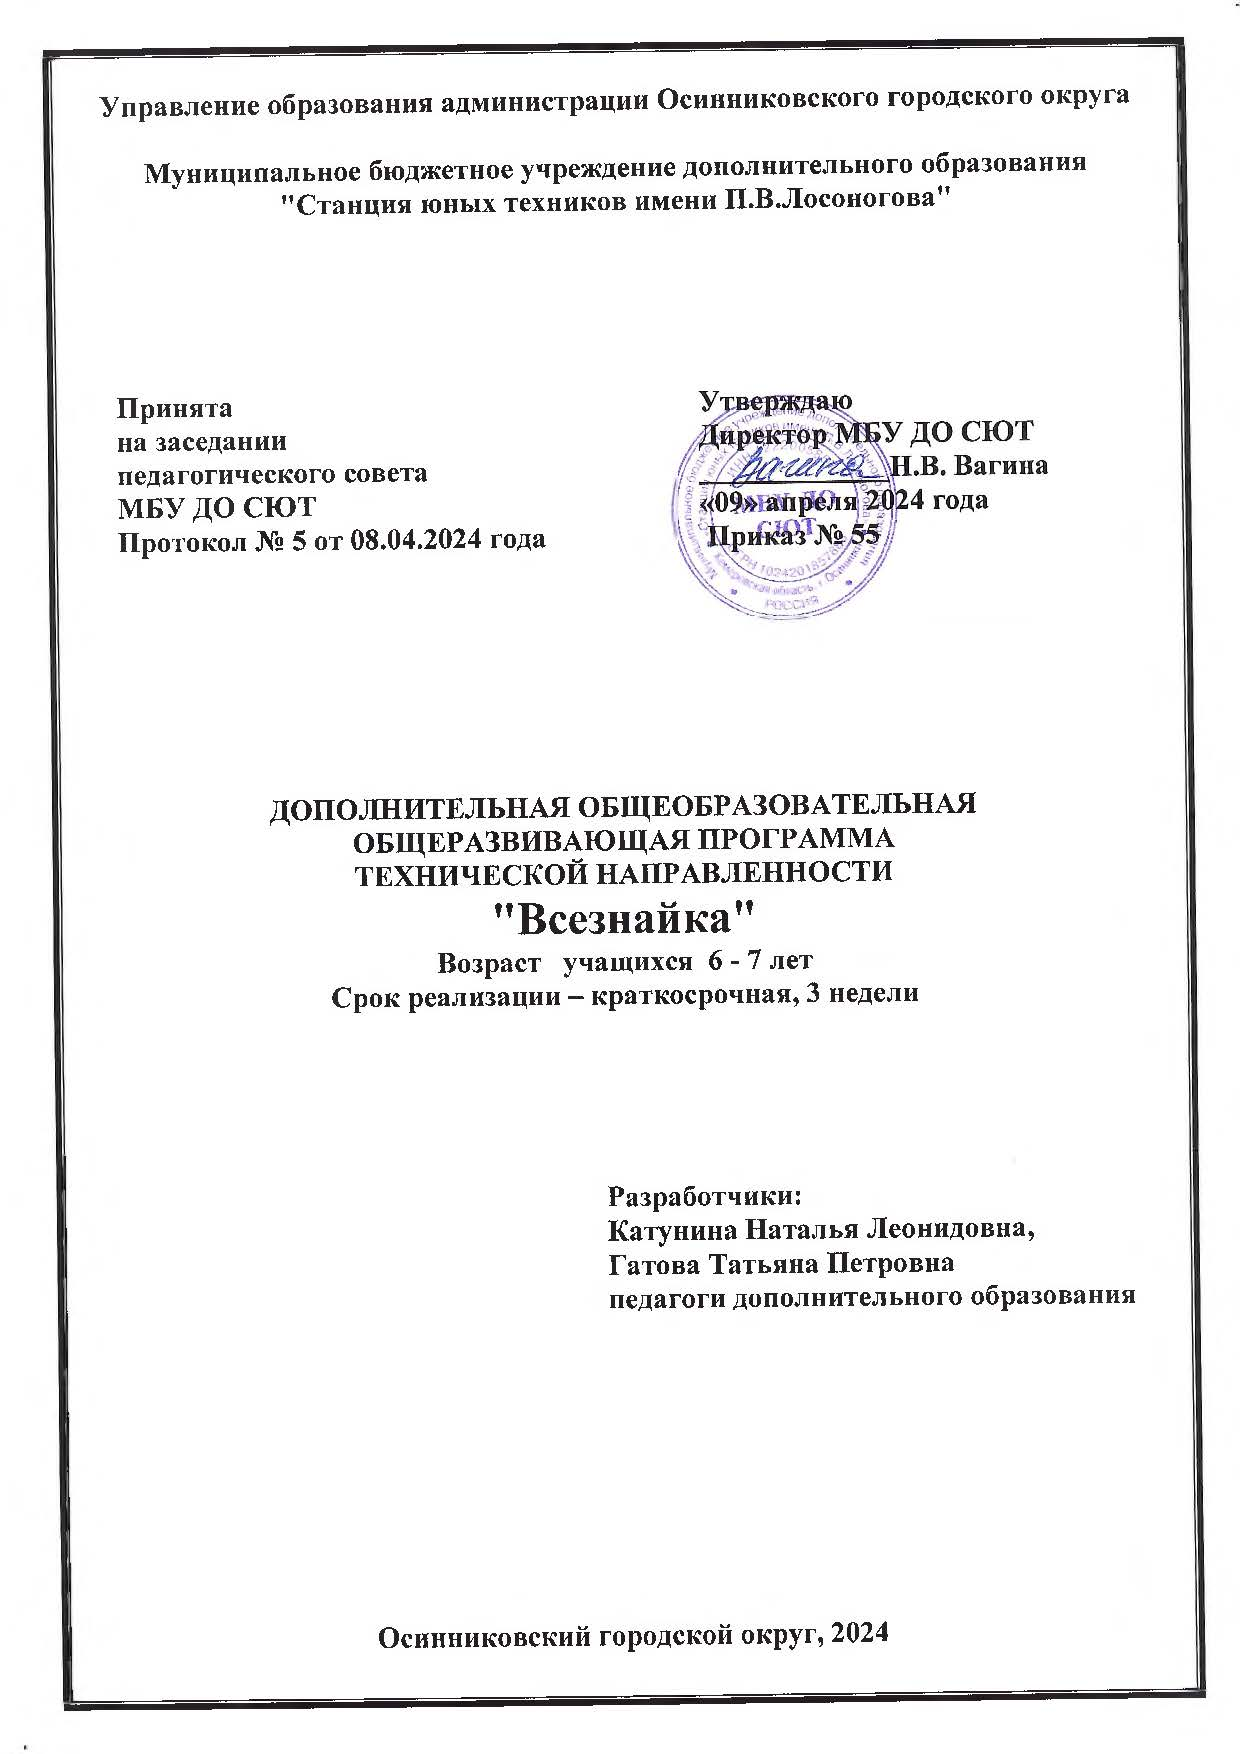 Управление образования администрации Осинниковского городского округа
Муниципальное бюджетное учреждение дополнительного образования
"Станция юных техников имени П.В.Лосоногова"
Принята
на заседании
педагогического совета
МБУ ДО СЮТ
Протокол № 5 от 08.04.2024 года
Утверждаю
Директор МБУ ДО СЮТ
Н.В. Вагина
«09» апреля 2024 года
Приказ № 55
МБУ ДО
СЮТ
РОССИЯ
ДОПОЛНИТЕЛЬНАЯ ОБЩЕОБРАЗОВАТЕЛЬНАЯ
ОБЩЕРАЗВИВАЮЩАЯ ПРОГРАММА
ТЕХНИЧЕСКОЙ НАПРАВЛЕННОСТИ
"Всезнайка"
Возраст учащихся 6 - 7 лет
Срок реализации – краткосрочная, 3 недели
Разработчики:
Катунина Наталья Леонидовна,
Гатова Татьяна Петровна
педагоги дополнительного образования
Осинниковский городской округ, 2024